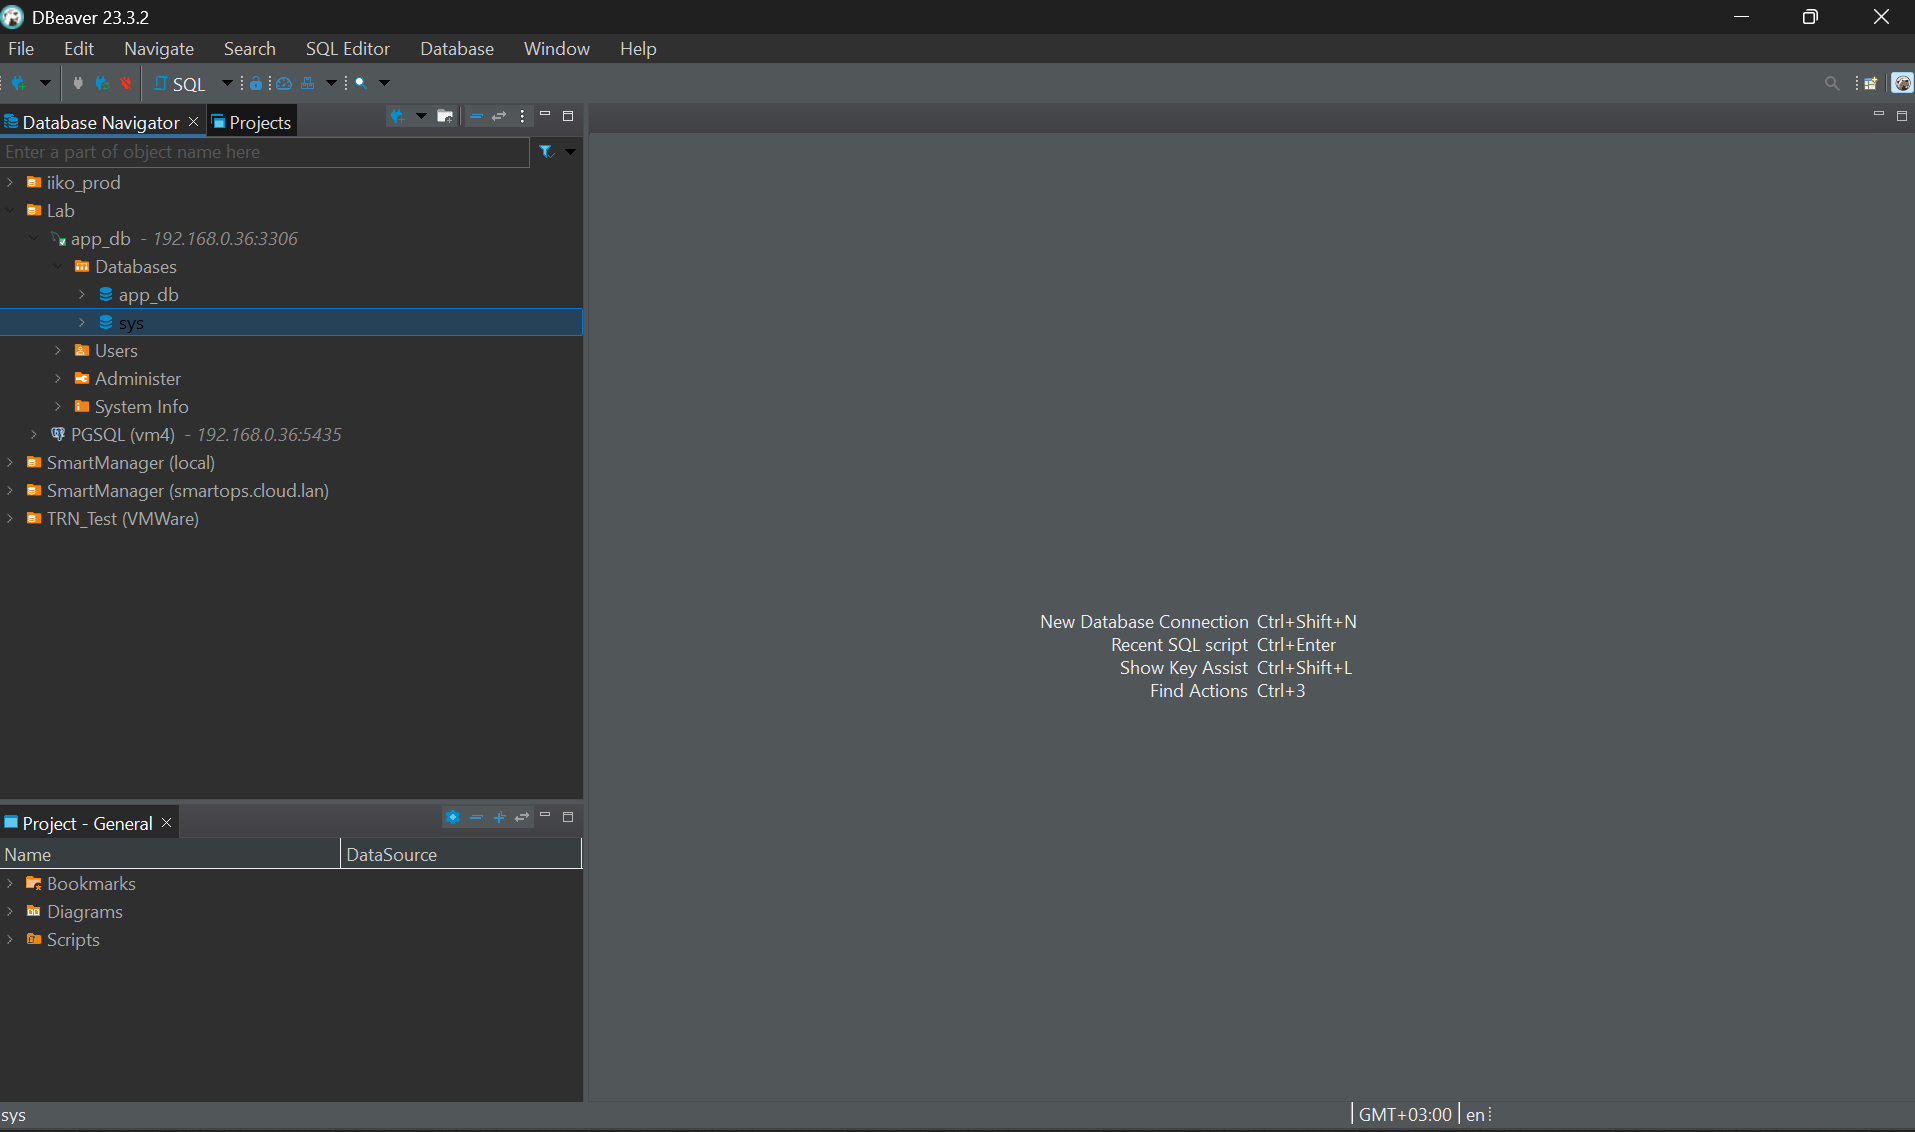 DBeaver 23.3.2
File Edit Navigate Search SQL Editor Database Window Help
SQL
Database Navigator Projects
Enter a part of object name here
iiko_prod
Lab
app_db - 192.168.0.36:3306
Databases
app_db
sys
Users
Administer
System Info
PGSQL (vm4) - 192.168.0.36:5435
SmartManager (local)
SmartManager (smartops.cloud.lan)
TRN_Test (VMWare)
New Database Connection Ctrl+Shift+N
Recent SQL script Ctrl+Enter
Show Key Assist Ctrl+Shift+L
Find Actions Ctrl+3
Project - General
Name DataSource
Bookmarks
Diagrams
Scripts
sys GMT+03:00 en